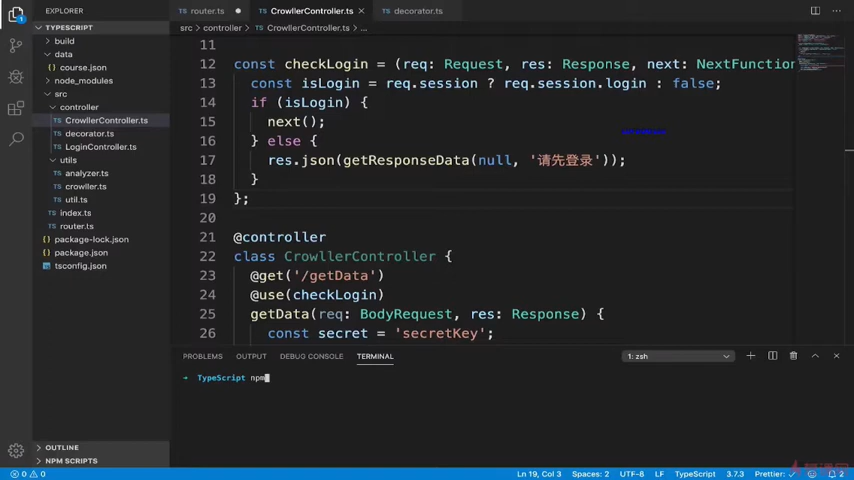 EXPLORER
router.ts
CrowllerController.ts
decorator.ts
TYPESCRIPT
src > controller > TS CrowllerController.ts > ...
build
data
course.json
node_modules
src
controller
CrowllerController.ts
decorator.ts
LoginController.ts
utils
analyzer.ts
crowller.ts
util.ts
index.ts
router.ts
package-lock.json
package.json
tsconfig.json
11
12 const checkLogin = (req: Request, res: Response, next: NextFunction
13 const isLogin = req.session ? req.session.login : false;
14 if (isLogin) {
15 next();
16 } else {
17 res.json(getResponseData(null, '请先登录'));
18 }
19 };
20
21 @controller
22 class CrowllerController {
23 @get('/getData')
24 @use(checkLogin)
25 getData(req: BodyRequest, res: Response) {
26 const secret = 'secretKey';
PROBLEMS OUTPUT DEBUG CONSOLE TERMINAL
1: zsh
→ TypeScript npm
OUTLINE
NPM SCRIPTS
0 0
Ln 19, Col 3 Spaces: 2 UTF-8 LF TypeScript 3.7.3 Prettier: ✓ 2